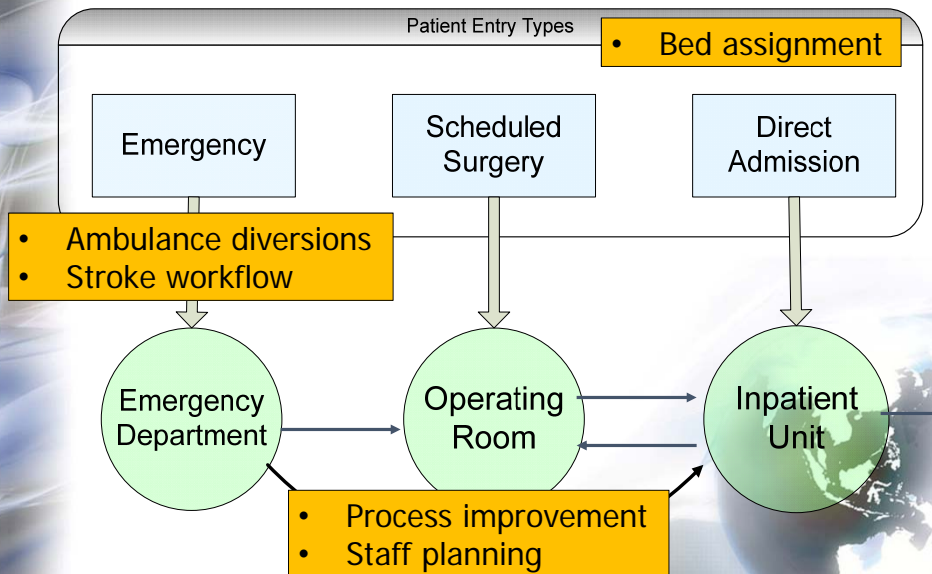 Patient Entry Types
• Bed assignment
Emergency
Scheduled
Surgery
Direct
Admission
• Ambulance diversions
• Stroke workflow
Emergency
Department
Operating
Room
Inpatient
Unit
• Process improvement
• Staff planning